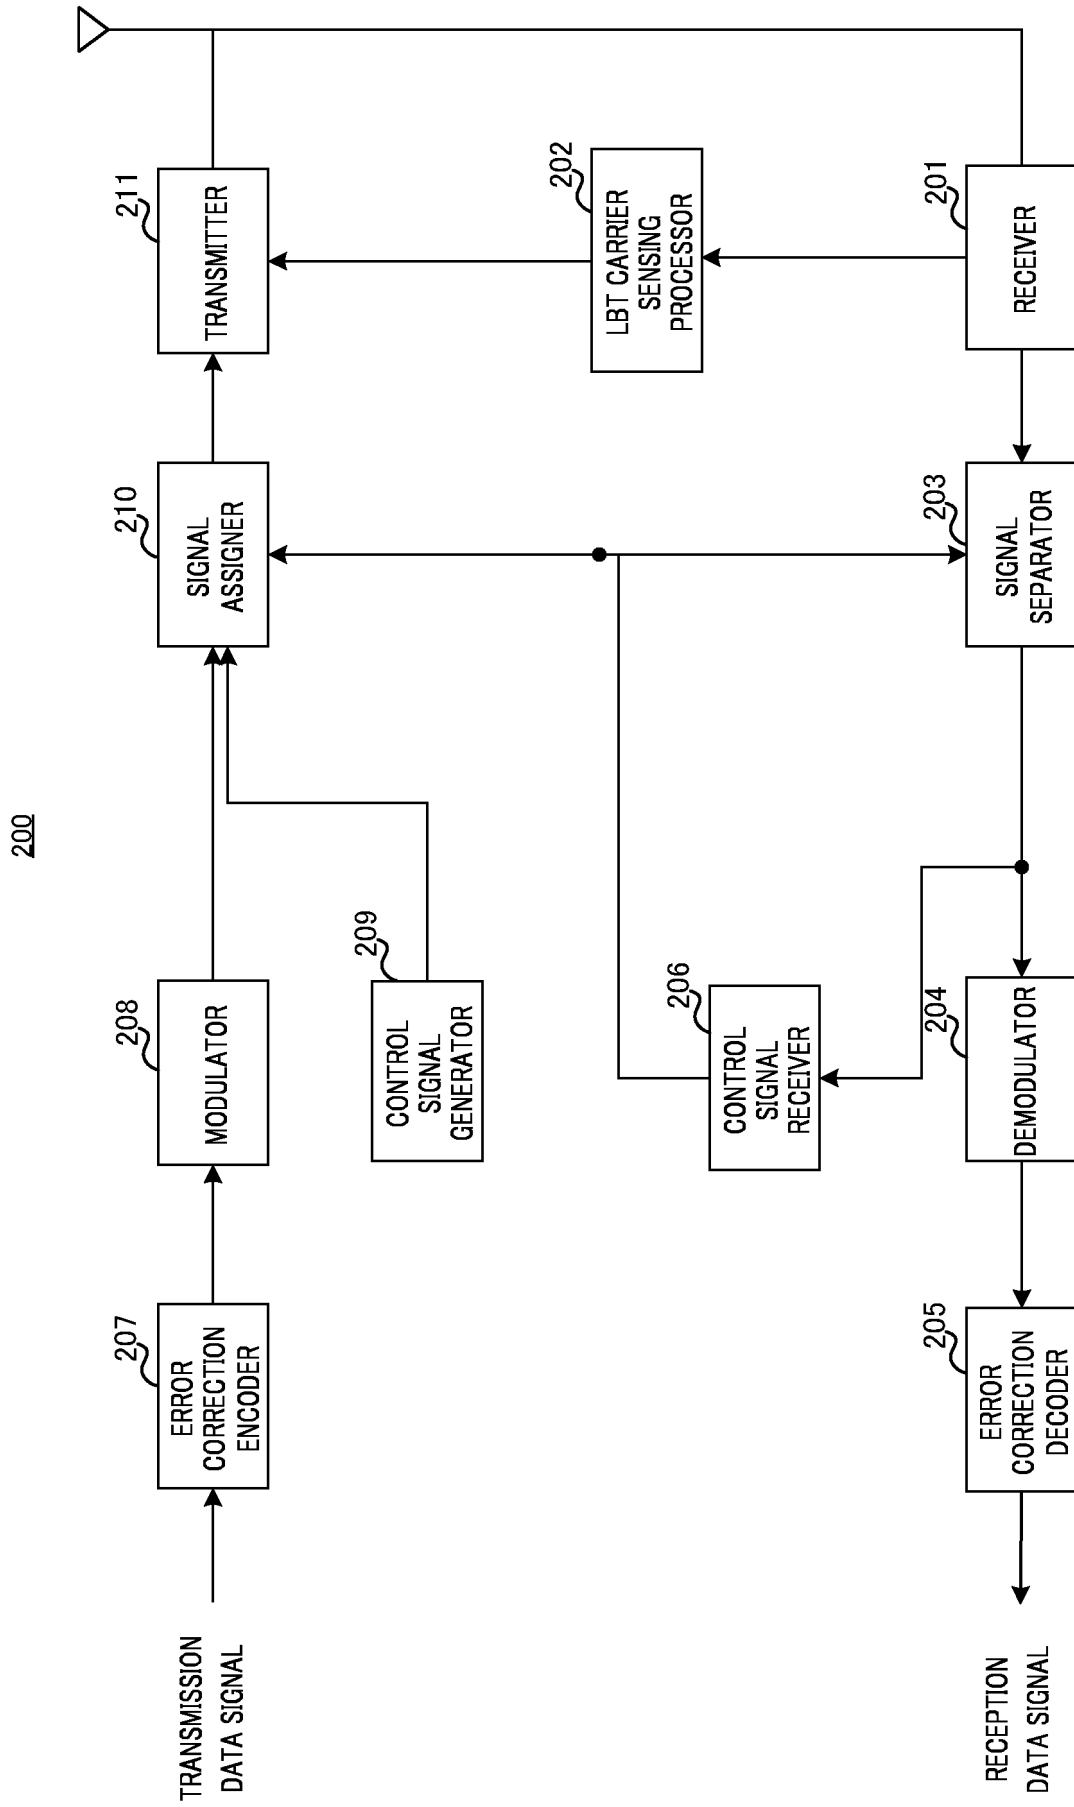 200
TRANSMISSION
DATA SIGNAL
207
ERROR
CORRECTION
ENCODER
208
MODULATOR
210
SIGNAL
ASSIGNER
211
TRANSMITTER
209
CONTROL
SIGNAL
GENERATOR
202
LBT CARRIER
SENSING
PROCESSOR
206
CONTROL
SIGNAL
RECEIVER
RECEPTION
DATA SIGNAL
205
ERROR
CORRECTION
DECODER
204
DEMODULATOR
203
SIGNAL
SEPARATOR
201
RECEIVER